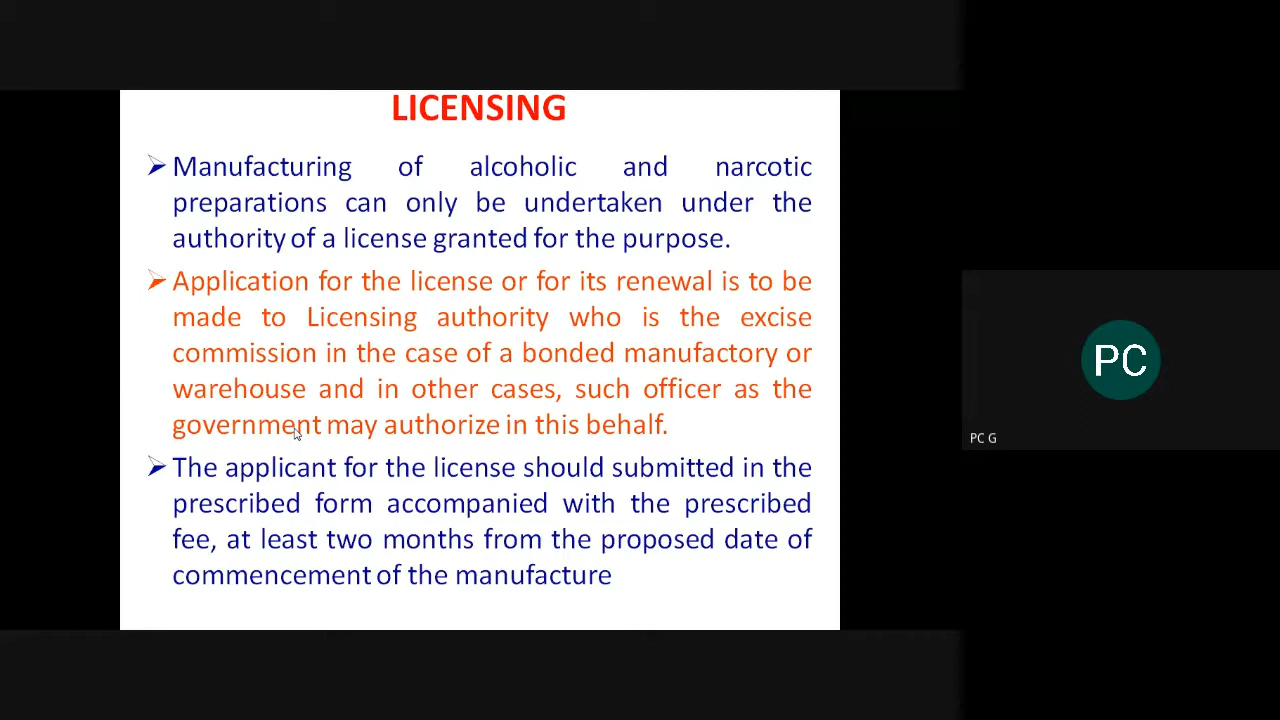 LICENSING
Manufacturing of alcoholic and narcotic
preparations can only be undertaken under the
authority of a license granted for the purpose.
Application for the license or for its renewal is to be
made to Licensing authority who is the excise
commission in the case of a bonded manufactory or
warehouse and in other cases, such officer as the
government may authorize in this behalf.
The applicant for the license should submitted in the
prescribed form accompanied with the prescribed
fee, at least two months from the proposed date of
commencement of the manufacture
PC
PC G